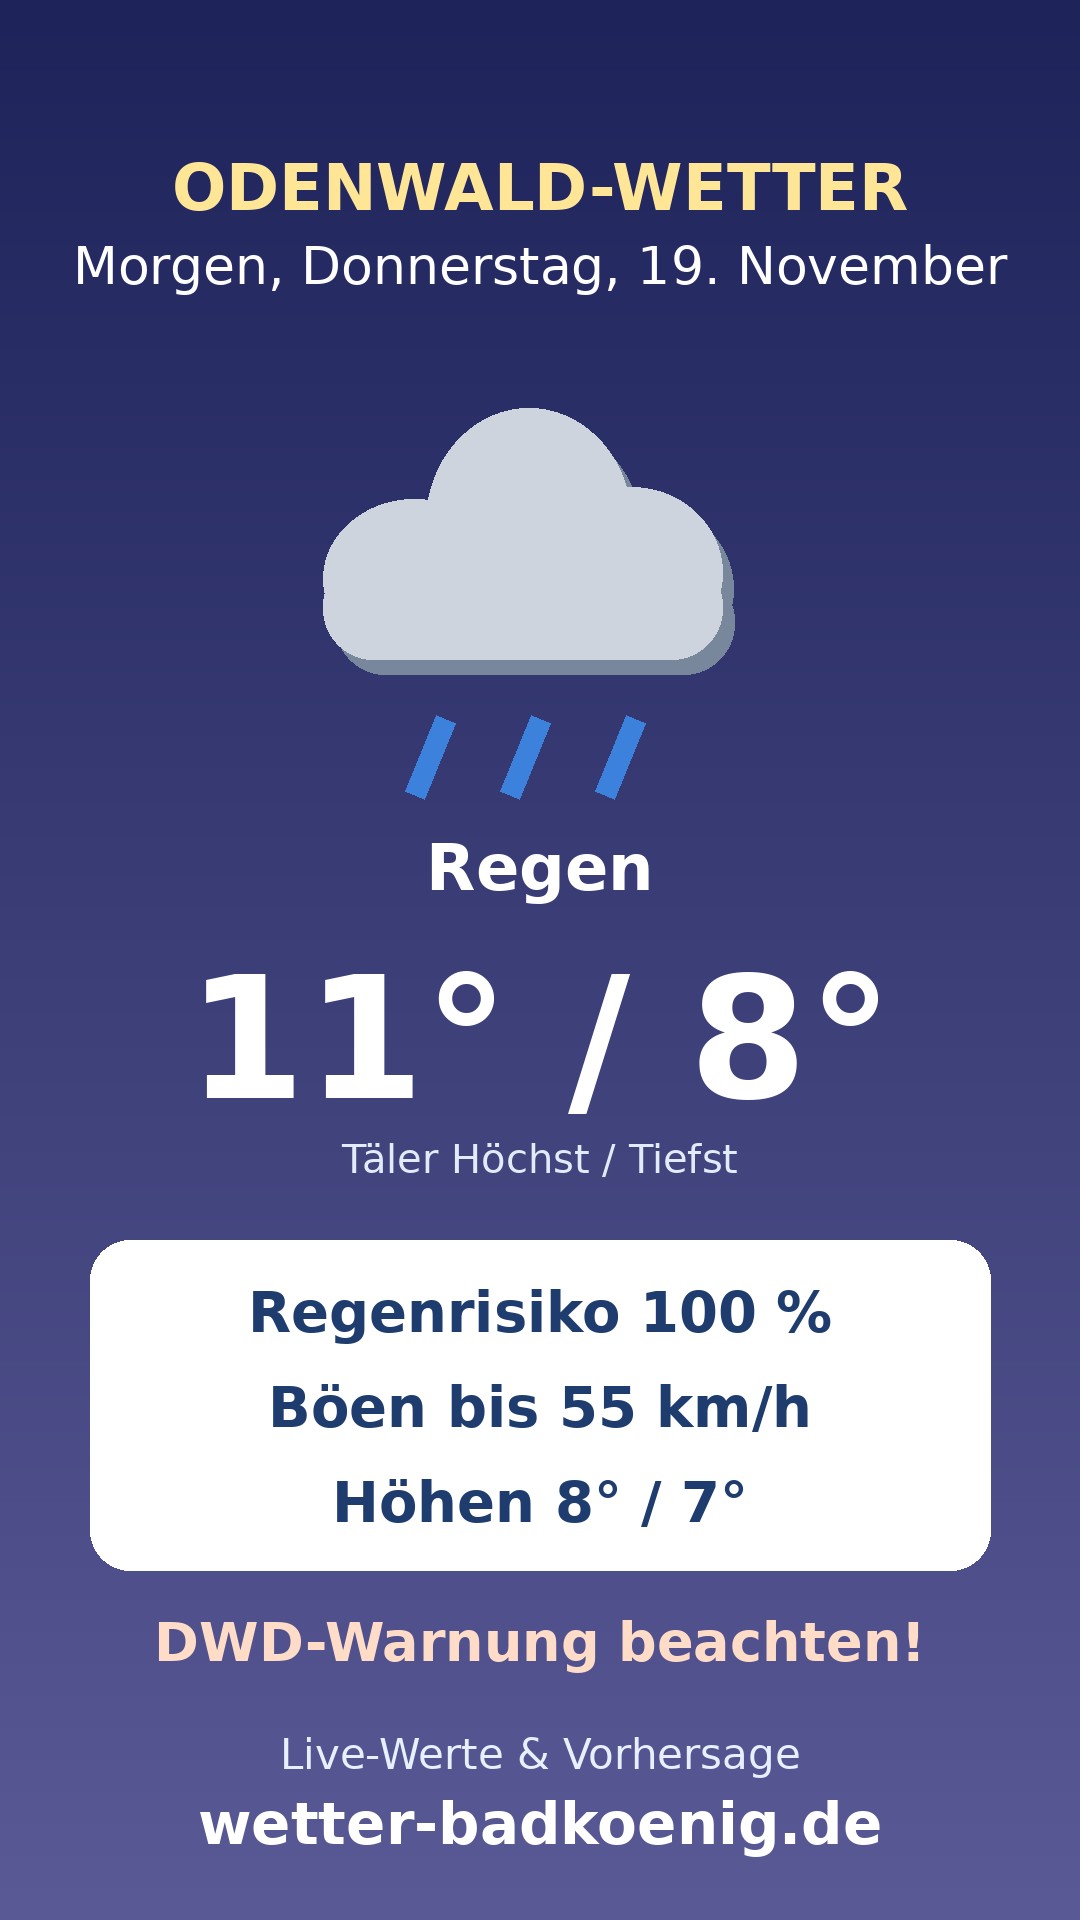 ODENWALD-WETTER
Morgen, Donnerstag, 19. November
Regen
11° / 8°
Täler Höchst / Tiefst
Regenrisiko 100 %
Böen bis 55 km/h
Höhen 8° / 7°
DWD-Warnung beachten!
Live-Werte & Vorhersage
wetter-badkoenig.de